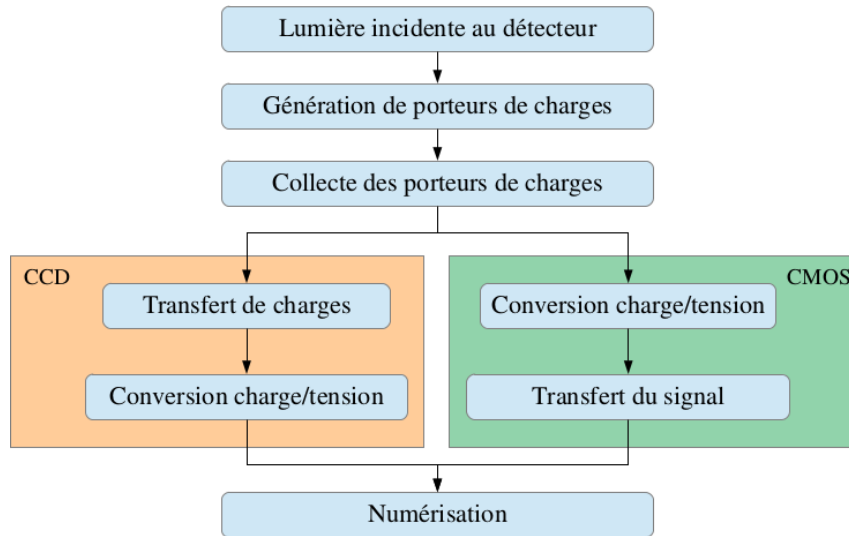 Lumière incidente au détecteur
Génération de porteurs de charges
Collecte des porteurs de charges
CCD
Transfert de charges
Conversion charge/tension
CMOS
Conversion charge/tension
Transfert du signal
Numérisation